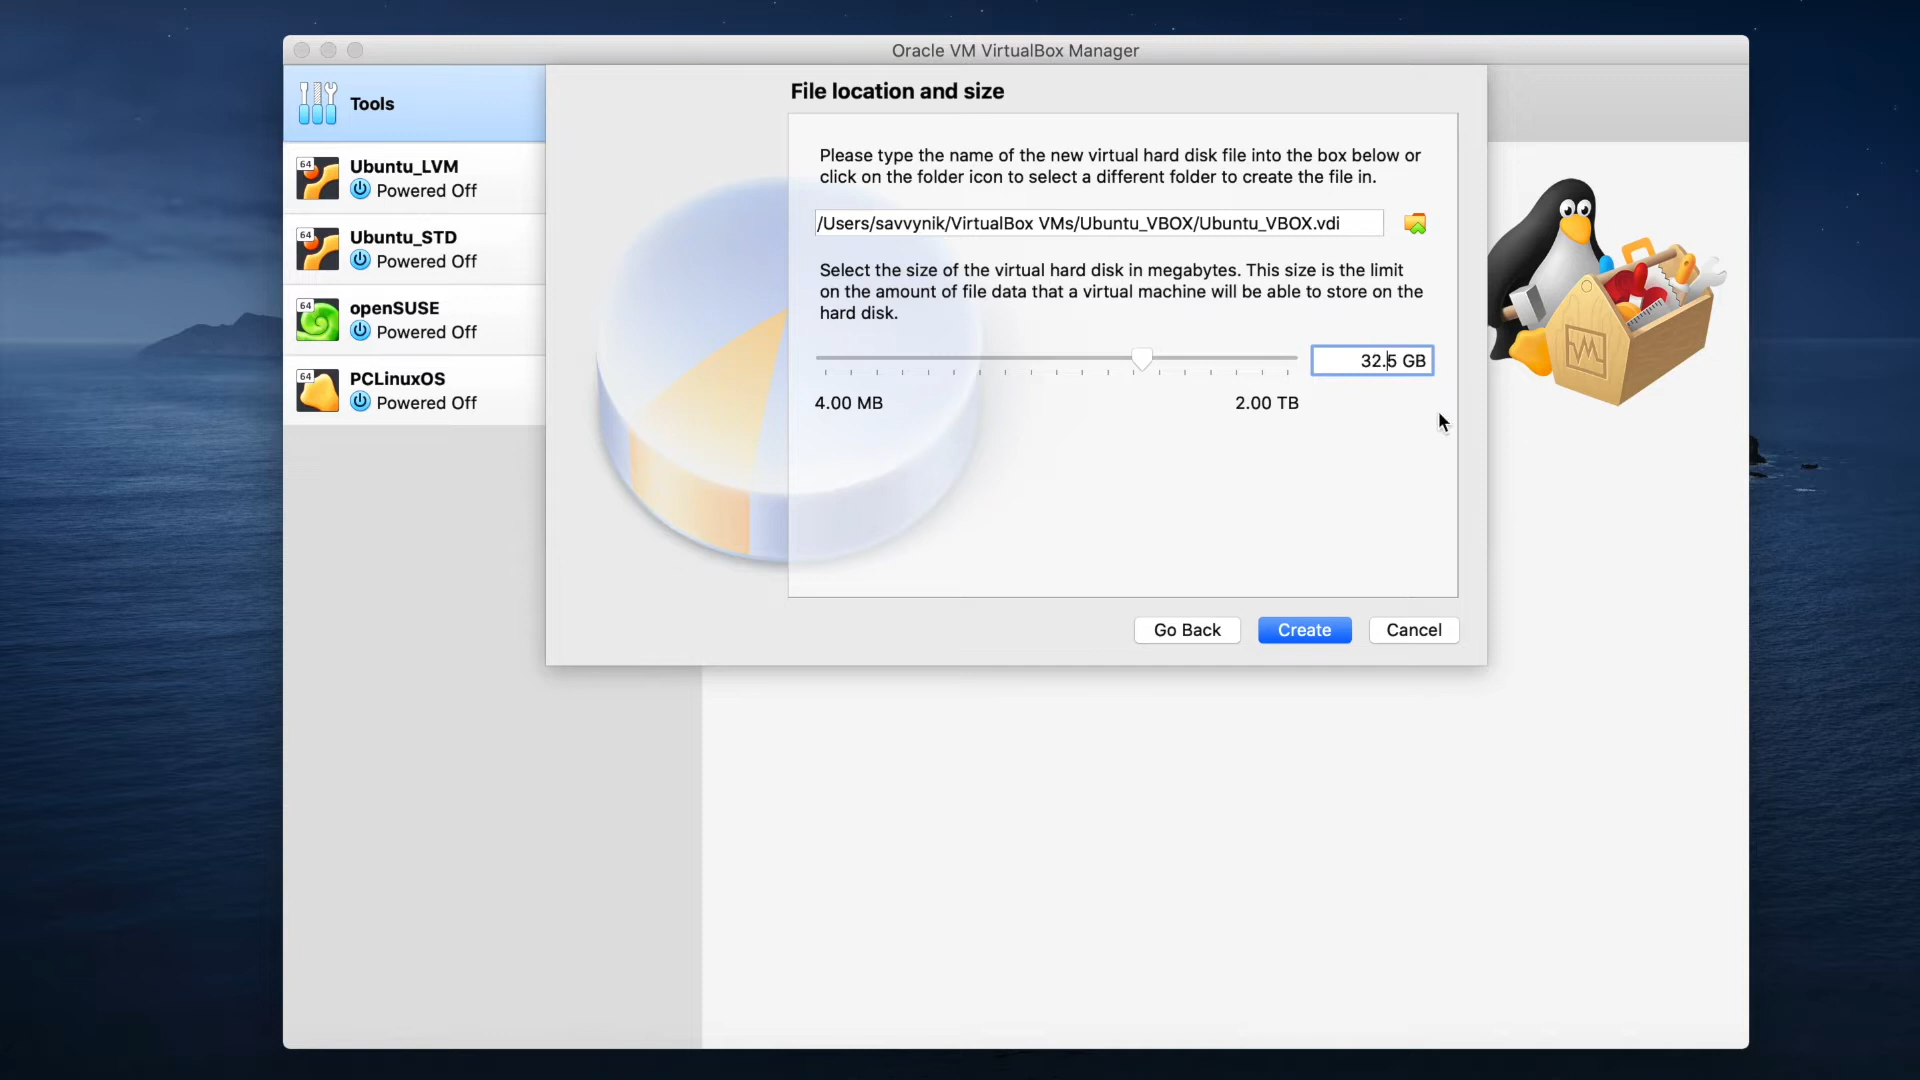 Oracle VM VirtualBox Manager
Tools
64
Ubuntu_LVM
Powered Off
64
Ubuntu_STD
Powered Off
64
openSUSE
Powered Off
64
PCLinuxOS
Powered Off
File location and size
Please type the name of the new virtual hard disk file into the box below or
click on the folder icon to select a different folder to create the file in.
/Users/savvynik/VirtualBox VMs/Ubuntu_VBOX/Ubuntu_VBOX.vdi
Select the size of the virtual hard disk in megabytes. This size is the limit
on the amount of file data that a virtual machine will be able to store on the
hard disk.
32.5 GB
4.00 MB
2.00 TB
Go Back
Create
Cancel